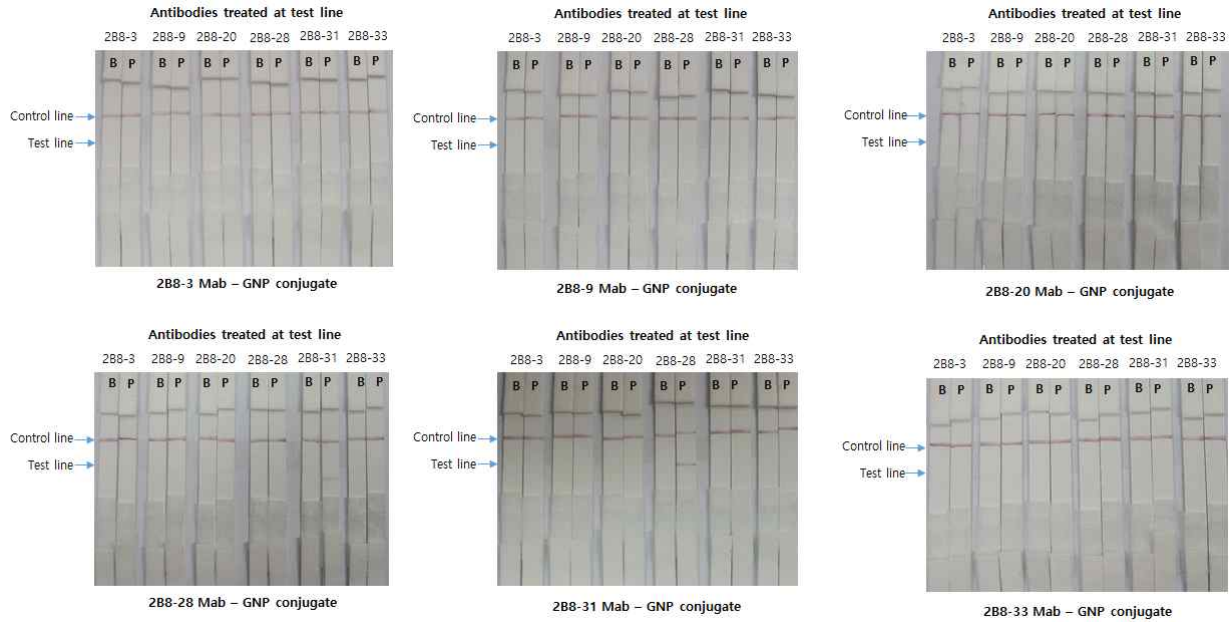 Antibodies treated at test line
2B8-3 2B8-9 2B8-20 2B8-28 2B8-31 2B8-33
B P B P B P B P B P B P
Control line
Test line
2B8-3 Mab – GNP conjugate
Antibodies treated at test line
2B8-3 2B8-9 2B8-20 2B8-28 2B8-31 2B8-33
B P B P B P B P B P B P
Control line
Test line
2B8-9 Mab – GNP conjugate
Antibodies treated at test line
2B8-3 2B8-9 2B8-20 2B8-28 2B8-31 2B8-33
B P B P B P B P B P B P
Control line
Test line
2B8-20 Mab – GNP conjugate
Antibodies treated at test line
2B8-3 2B8-9 2B8-20 2B8-28 2B8-31 2B8-33
B P B P B P B P B P B P
Control line
Test line
2B8-28 Mab – GNP conjugate
Antibodies treated at test line
2B8-3 2B8-9 2B8-20 2B8-28 2B8-31 2B8-33
B P B P B P B P B P B P
Control line
Test line
2B8-31 Mab – GNP conjugate
Antibodies treated at test line
2B8-3 2B8-9 2B8-20 2B8-28 2B8-31 2B8-33
B P B P B P B P B P B P
Control line
Test line
2B8-33 Mab – GNP conjugate